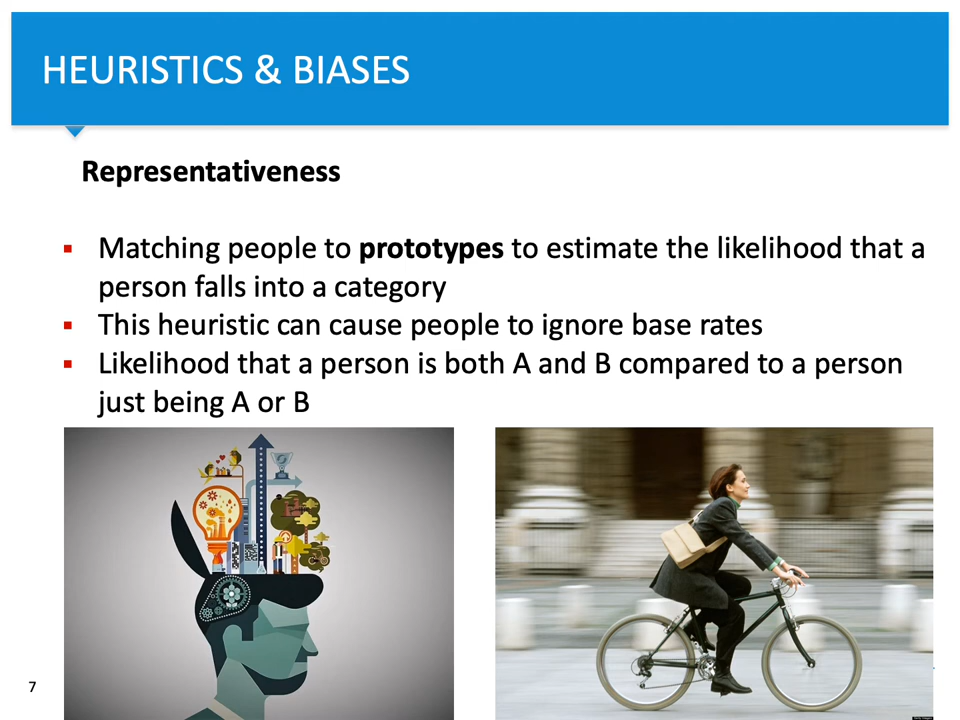 HEURISTICS & BIASES
Representativeness
▪ Matching people to prototypes to estimate the likelihood that a
person falls into a category
▪ This heuristic can cause people to ignore base rates
▪ Likelihood that a person is both A and B compared to a person
just being A or B
7